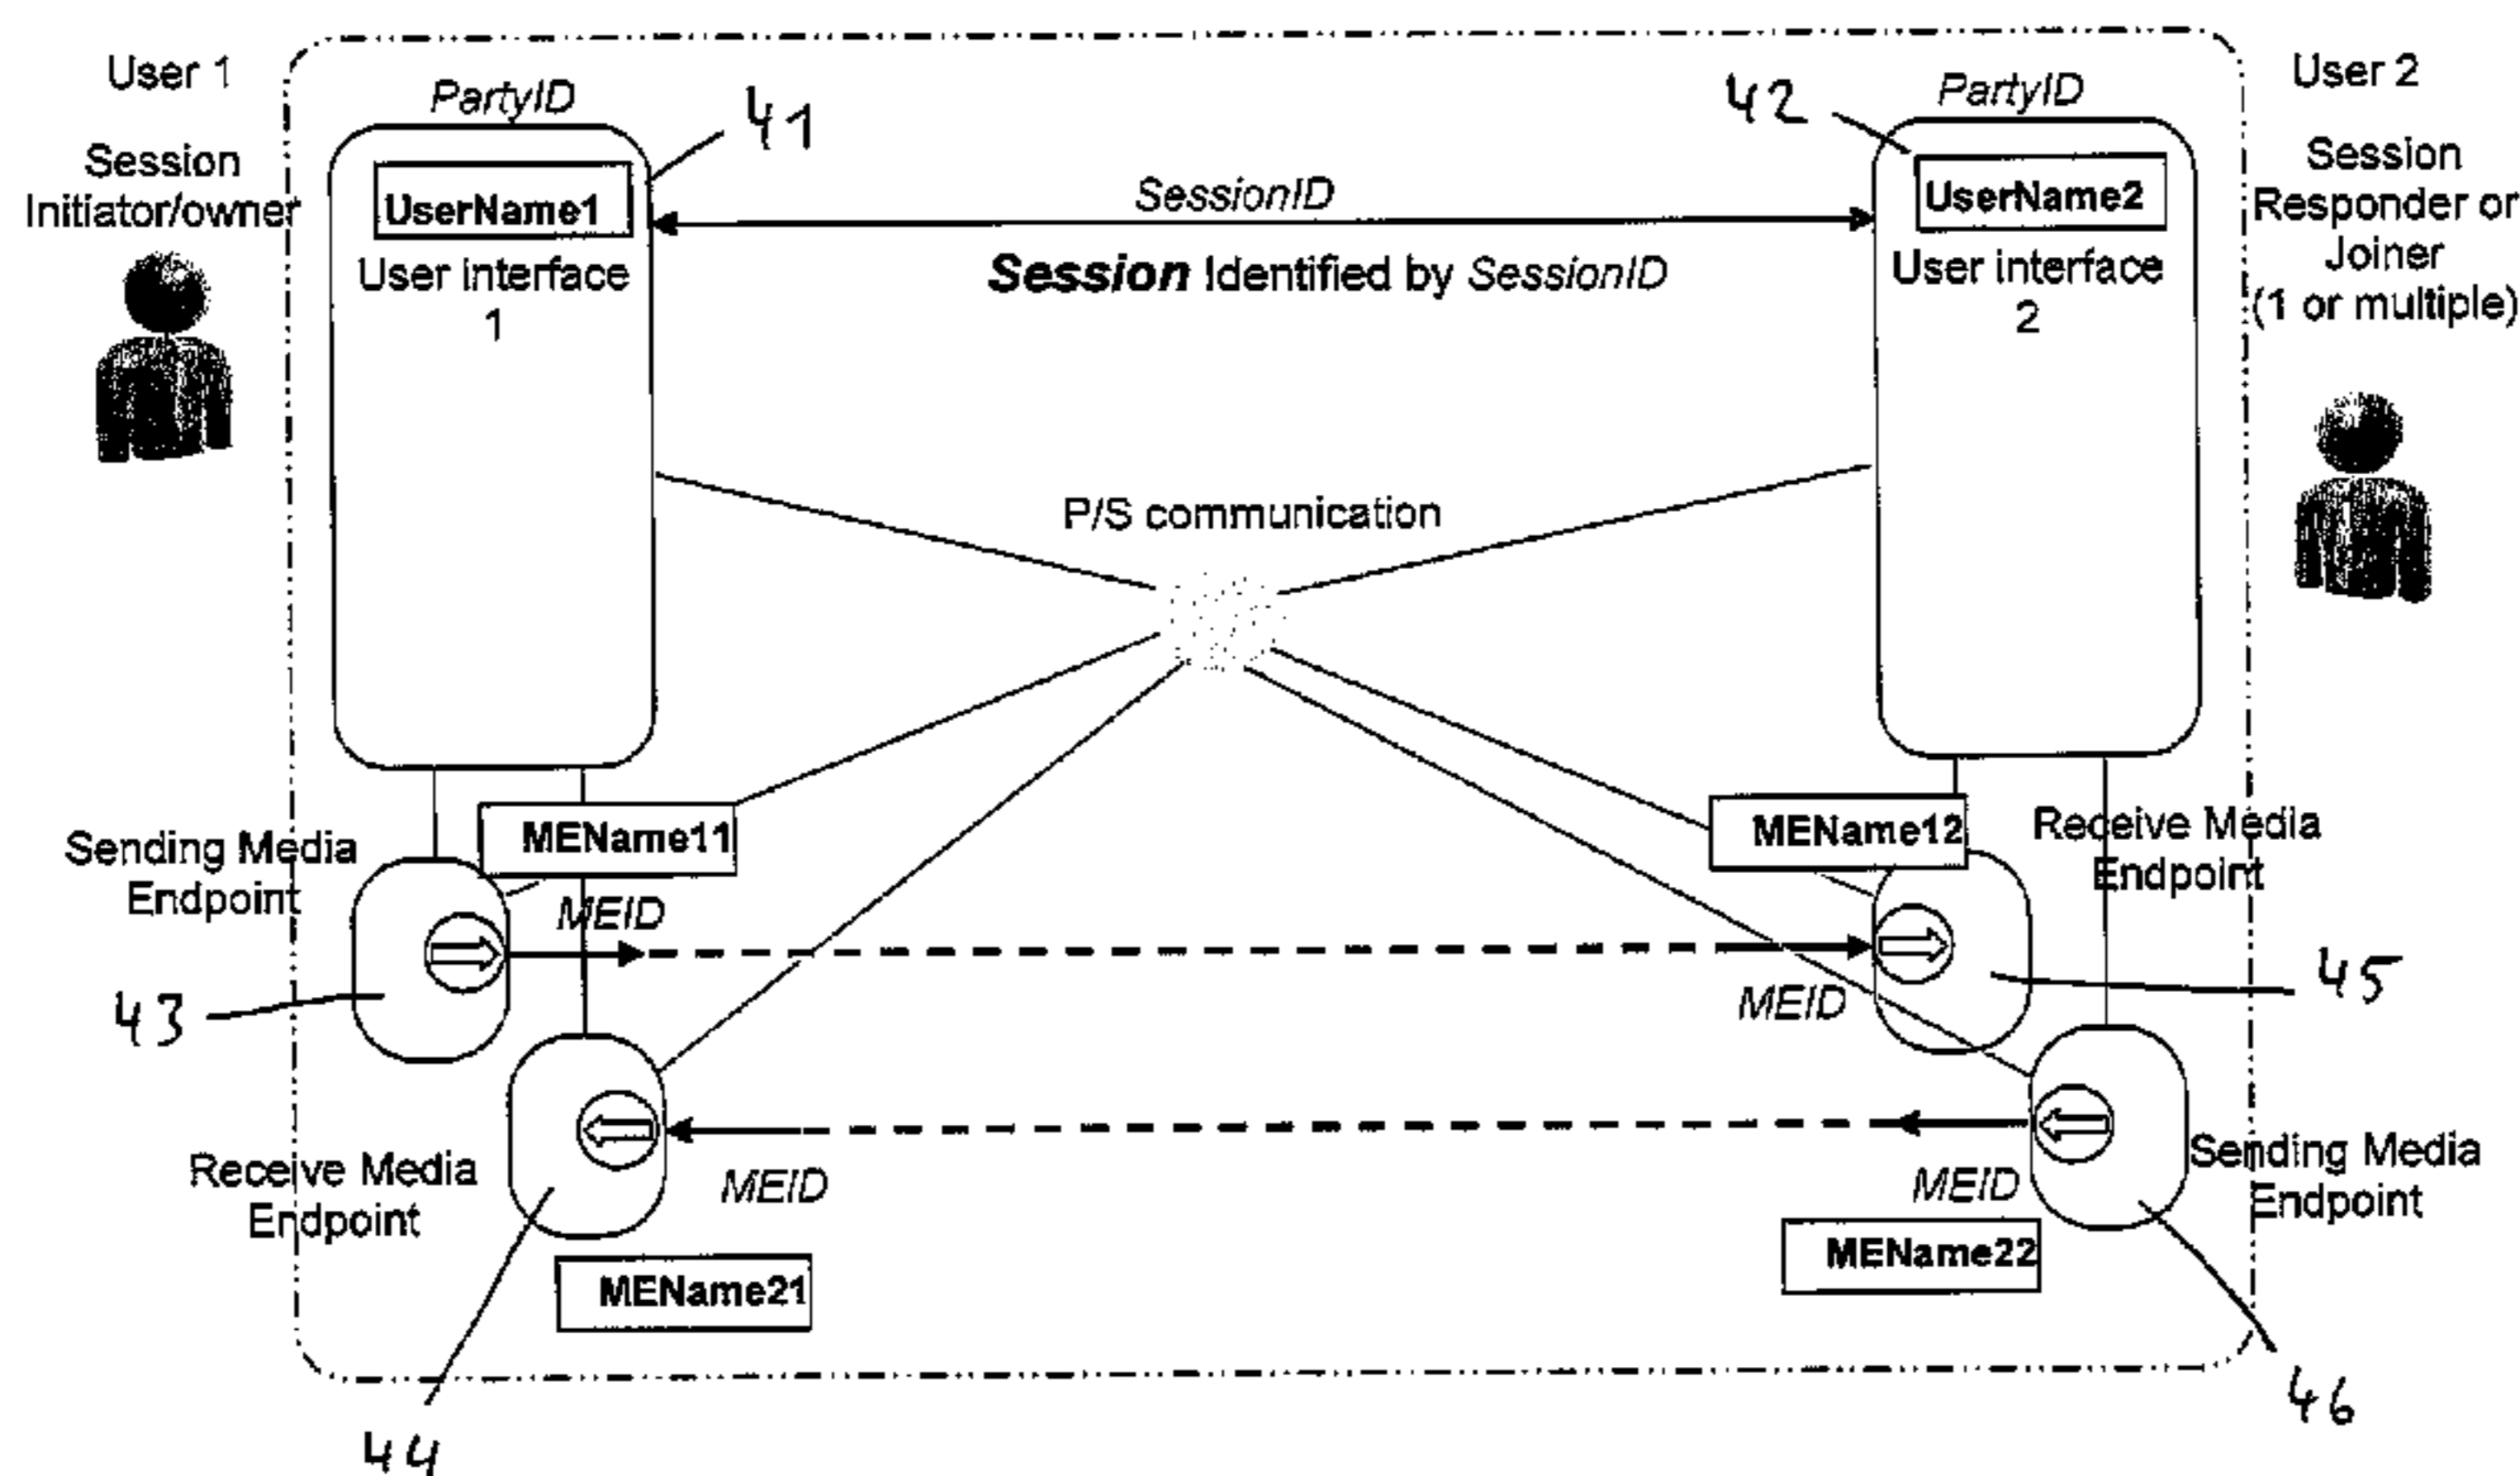 User 1
Session
Initiator/owner
PartyID
41
UserName1
User Interface
1
SessionID
Session Identified by SessionID
42
PartyID
UserName2
User interface
2
User 2
Session
Responder or
Joiner
(1 or multiple)
P/S communication
Sending Media
Endpoint
MEName11
MEID
43
MEName12
MEID
Receive Media
Endpoint
45
Receive Media
Endpoint
MEID
MEName21
44
MEID
MEName22
Sending Media
Endpoint
46